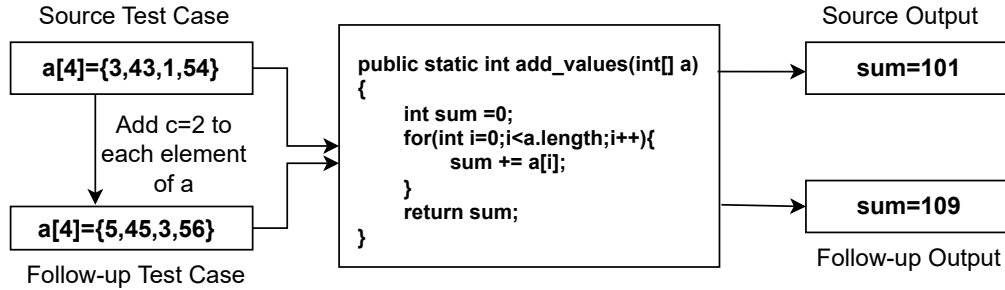 Source Test Case
a[4]={3,43,1,54}
Add c=2 to
each element
of a
a[4]={5,45,3,56}
Follow-up Test Case
public static int add_values(int[] a)
{
int sum =0;
for(int i=0;i<a.length;i++){
sum += a[i];
}
return sum;
}
Source Output
sum=101
sum=109
Follow-up Output